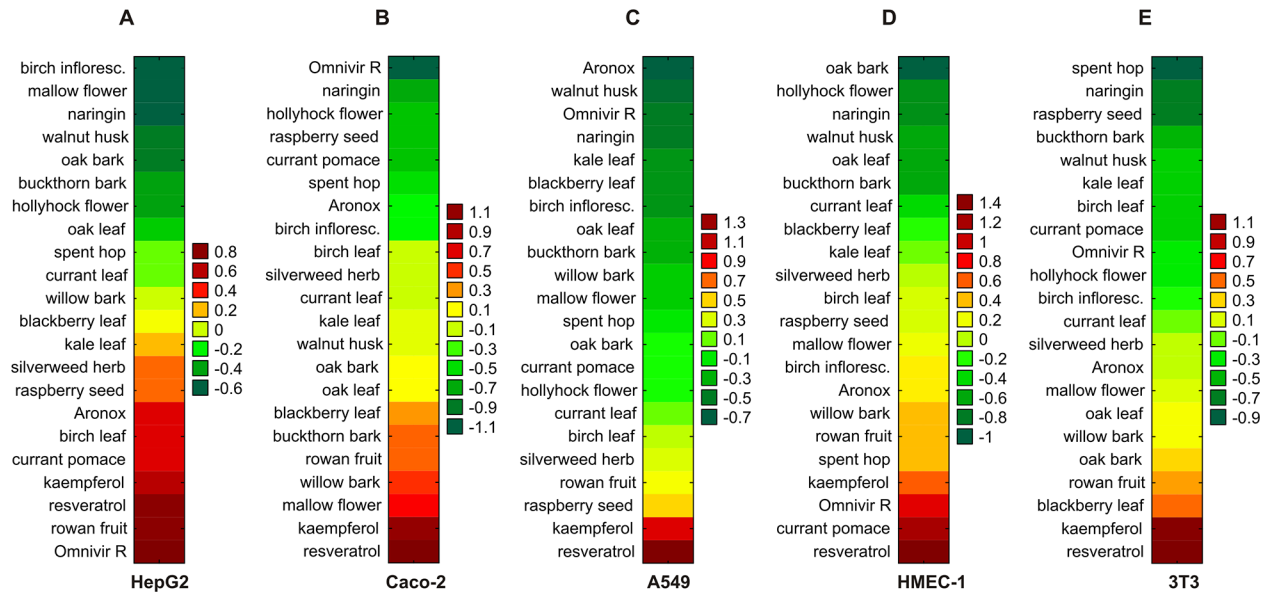 A
birch infloresc.
mallow flower
naringin
walnut husk
oak bark
buckthorn bark
hollyhock flower
oak leaf
spent hop
currant leaf
willow bark
blackberry leaf
kale leaf
silverweed herb
raspberry seed
Aronox
birch leaf
currant pomace
kaempferol
resveratrol
rowan fruit
Omnivir R
0.8
0.6
0.4
0.2
0
-0.2
-0.4
-0.6
HepG2
B
Omnivir R
naringin
hollyhock flower
raspberry seed
currant pomace
spent hop
Aronox
birch infloresc.
birch leaf
silverweed herb
currant leaf
kale leaf
walnut husk
oak bark
oak leaf
blackberry leaf
buckthorn bark
rowan fruit
willow bark
mallow flower
kaempferol
resveratrol
1.1
0.9
0.7
0.5
0.3
0.1
-0.1
-0.3
-0.5
-0.7
-0.9
-1.1
Caco-2
C
Aronox
walnut husk
Omnivir R
naringin
kale leaf
blackberry leaf
birch infloresc.
oak leaf
buckthorn bark
willow bark
mallow flower
spent hop
oak bark
currant pomace
hollyhock flower
currant leaf
birch leaf
silverweed herb
rowan fruit
raspberry seed
kaempferol
resveratrol
1.3
1.1
0.9
0.7
0.5
0.3
0.1
-0.1
-0.3
-0.5
-0.7
A549
D
oak bark
hollyhock flower
naringin
walnut husk
oak leaf
buckthorn bark
currant leaf
blackberry leaf
kale leaf
silverweed herb
birch leaf
raspberry seed
mallow flower
birch infloresc.
Aronox
willow bark
rowan fruit
spent hop
kaempferol
Omnivir R
currant pomace
resveratrol
1.4
1.2
1
0.8
0.6
0.4
0.2
0
-0.2
-0.4
-0.6
-0.8
-1
HMEC-1
E
spent hop
naringin
raspberry seed
buckthorn bark
walnut husk
kale leaf
birch leaf
currant pomace
Omnivir R
hollyhock flower
birch infloresc.
currant leaf
silverweed herb
Aronox
mallow flower
oak leaf
willow bark
oak bark
rowan fruit
blackberry leaf
kaempferol
resveratrol
1.1
0.9
0.7
0.5
0.3
0.1
-0.1
-0.3
-0.5
-0.7
-0.9
3T3